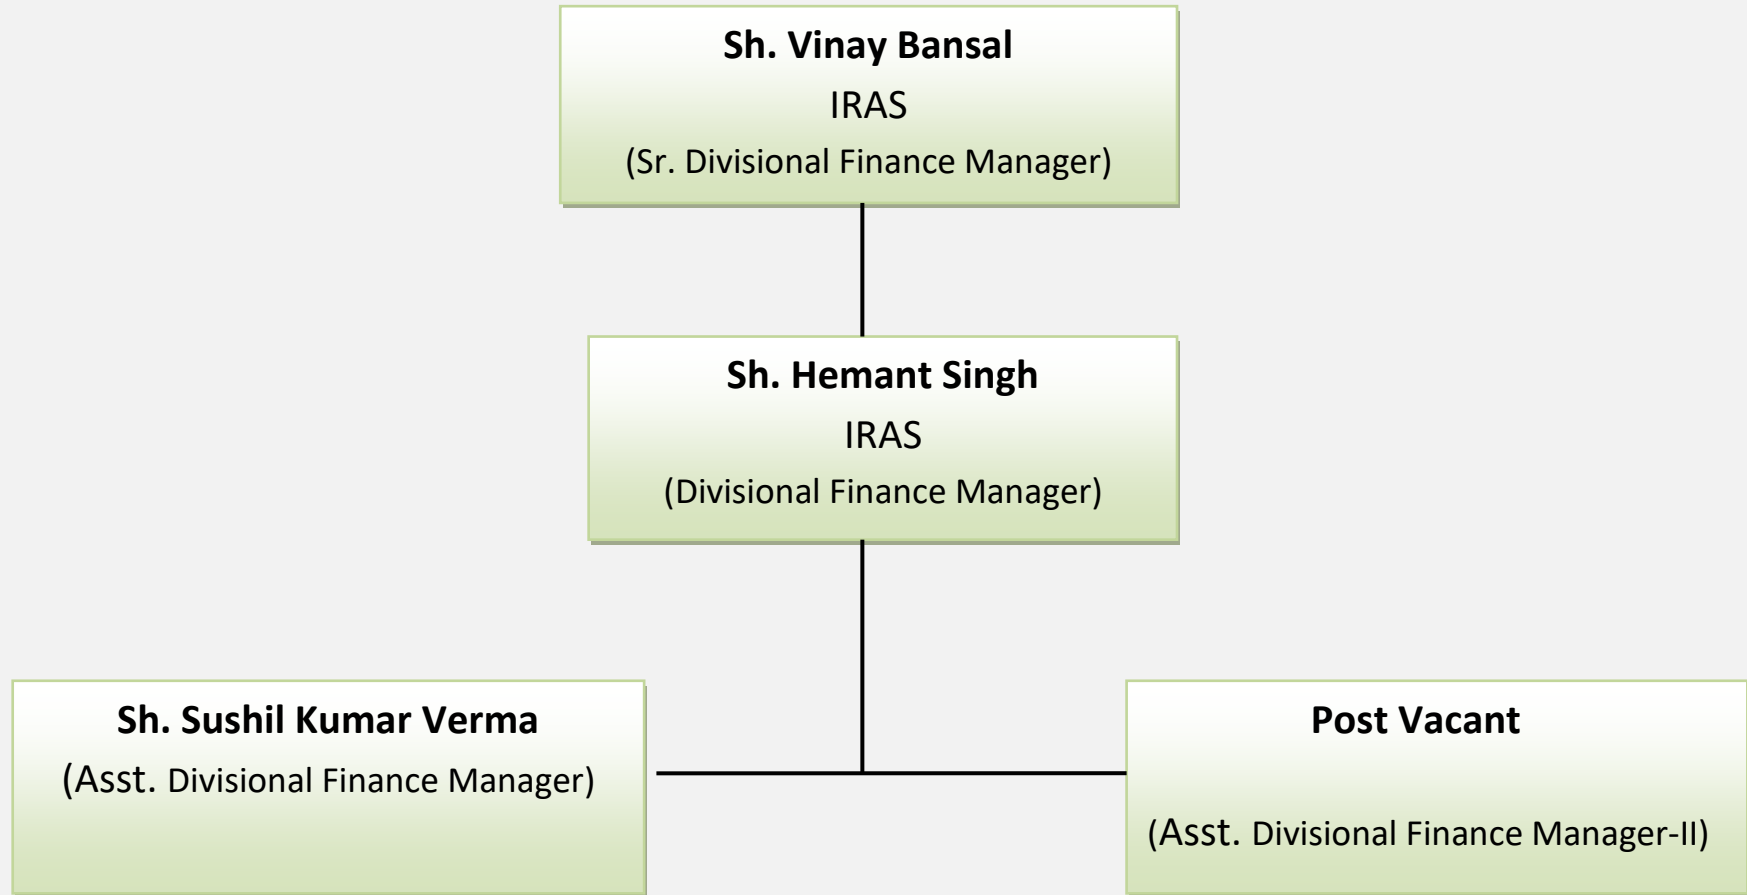 Sh. Vinay Bansal
IRAS
(Sr. Divisional Finance Manager)
Sh. Hemant Singh
IRAS
(Divisional Finance Manager)
Sh. Sushil Kumar Verma
(Asst. Divisional Finance Manager)
Post Vacant
(Asst. Divisional Finance Manager-II)